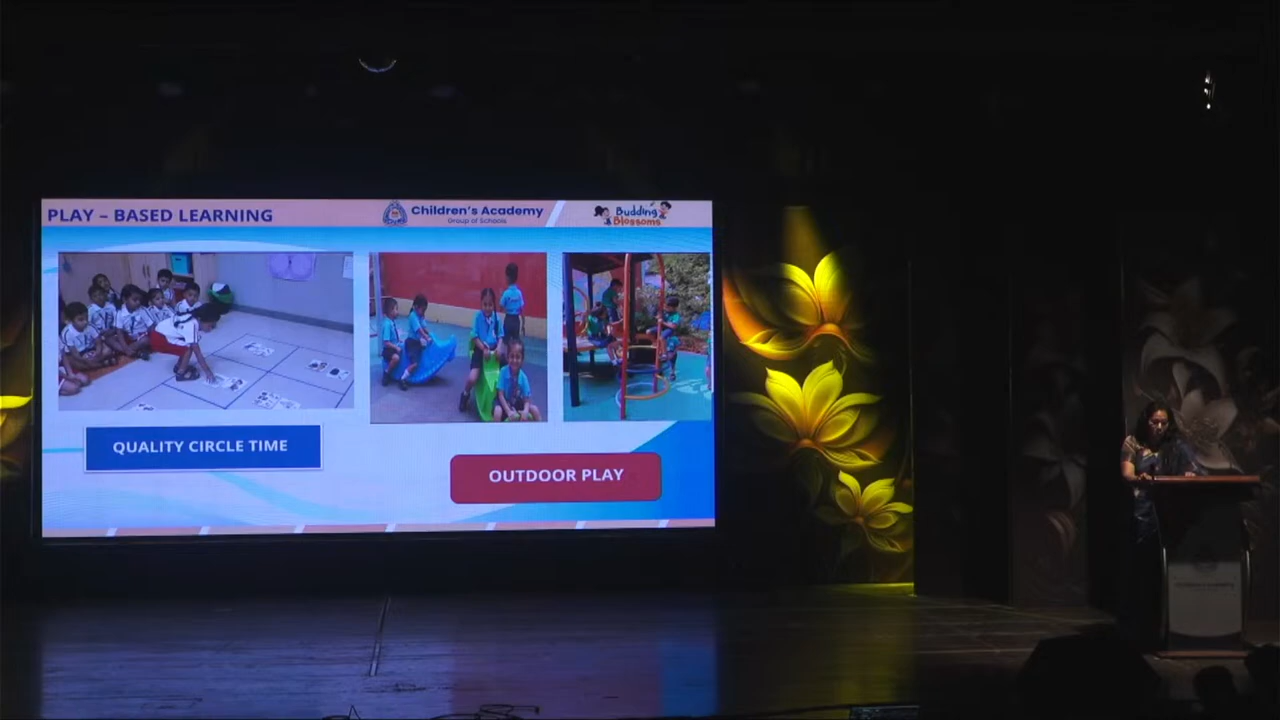 PLAY – BASED LEARNING
Children's Academy
Group of Schools
Budding
Blossoms
QUALITY CIRCLE TIME
OUTDOOR PLAY